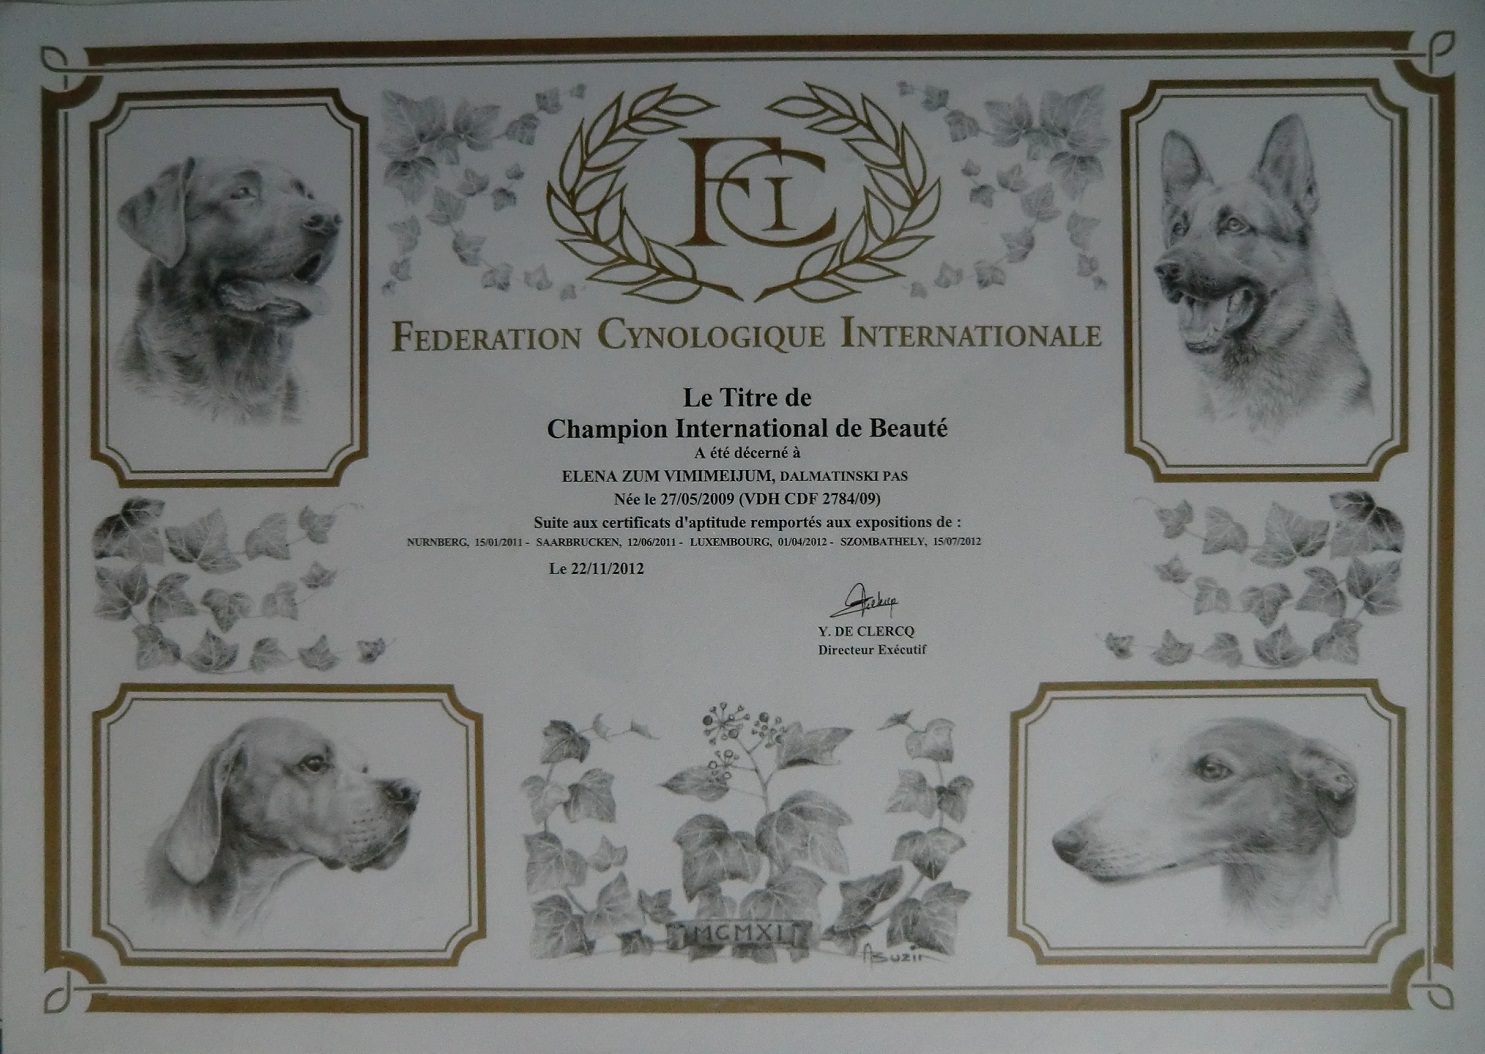 FCI
FEDERATION CYNOLOGIQUE INTERNATIONALE
Le Titre de
Champion International de Beauté
A été décerné à
ELENA ZUM VIMIMEIJUM, DALMATINSKI PAS
Née le 27/05/2009 (VDH CDF 2784/09)
Suite aux certificats d'aptitude remportés aux expositions de :
NURNBERG, 15/01/2011 - SAARBRUCKEN, 12/06/2011 - LUXEMBOURG, 01/04/2012 - SZOMBATHELY, 15/07/2012
Le 22/11/2012
Y. DE CLERCQ
Directeur Exécutif
MCMXI